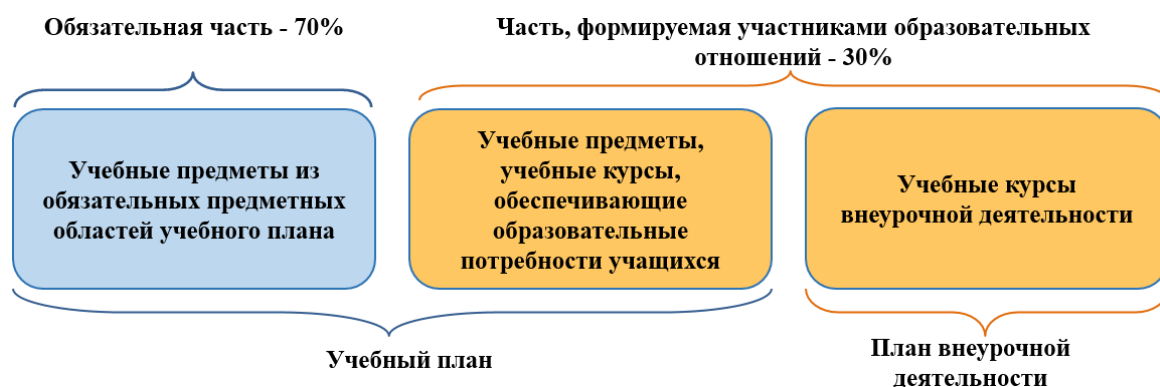 Обязательная часть - 70%
Часть, формируемая участниками образовательных
отношений - 30%
Учебные предметы из
обязательных предметных
областей учебного плана
Учебные предметы,
учебные курсы,
обеспечивающие
образовательные
потребности учащихся
Учебные курсы
внеурочной деятельности
Учебный план
План внеурочной
деятельности